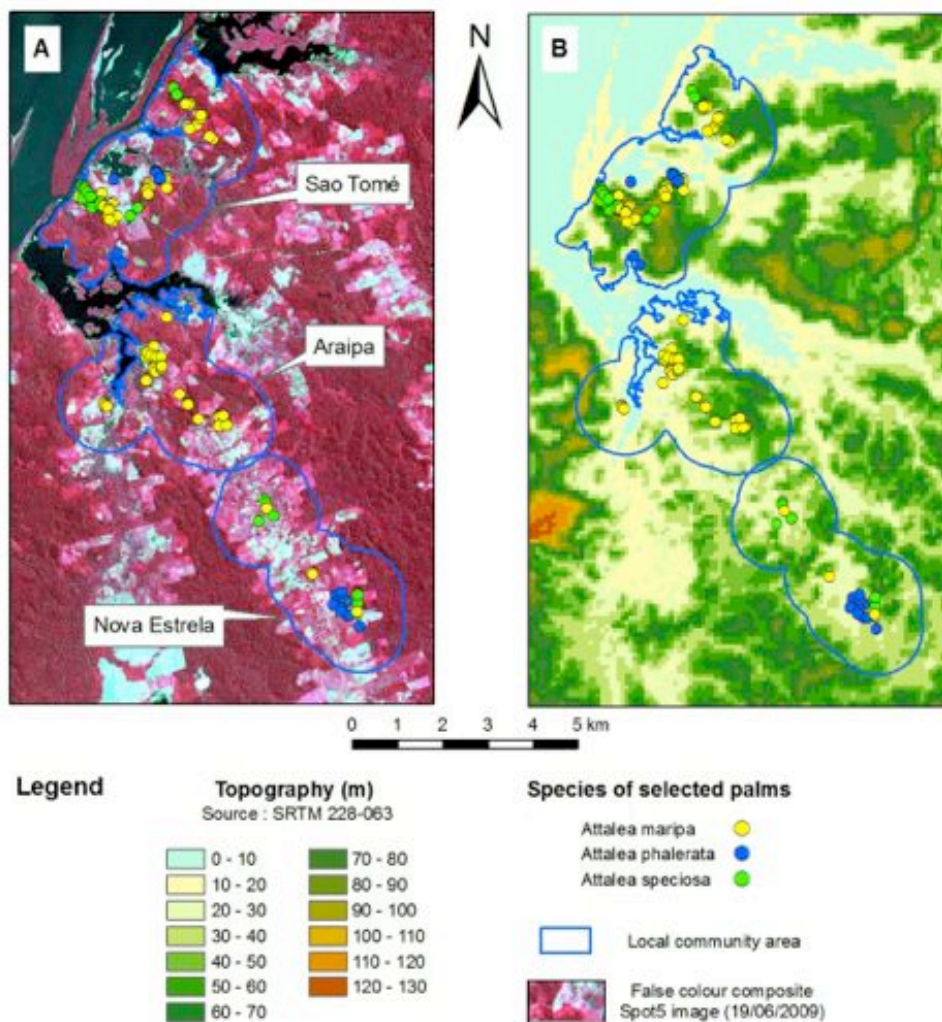 A
N
B
Sao Tomé
Araipa
Nova Estrela
0 1 2 3 4 5 km
Legend
Topography (m)
Source : SRTM 228-063
0 - 10
10 - 20
20 - 30
30 - 40
40 - 50
50 - 60
60 - 70
70 - 80
80 - 90
90 - 100
100 - 110
110 - 120
120 - 130
Species of selected palms
Attalea maripa
Attalea phalerata
Attalea speciosa
Local community area
False colour composite
Spot5 image (19/06/2009)